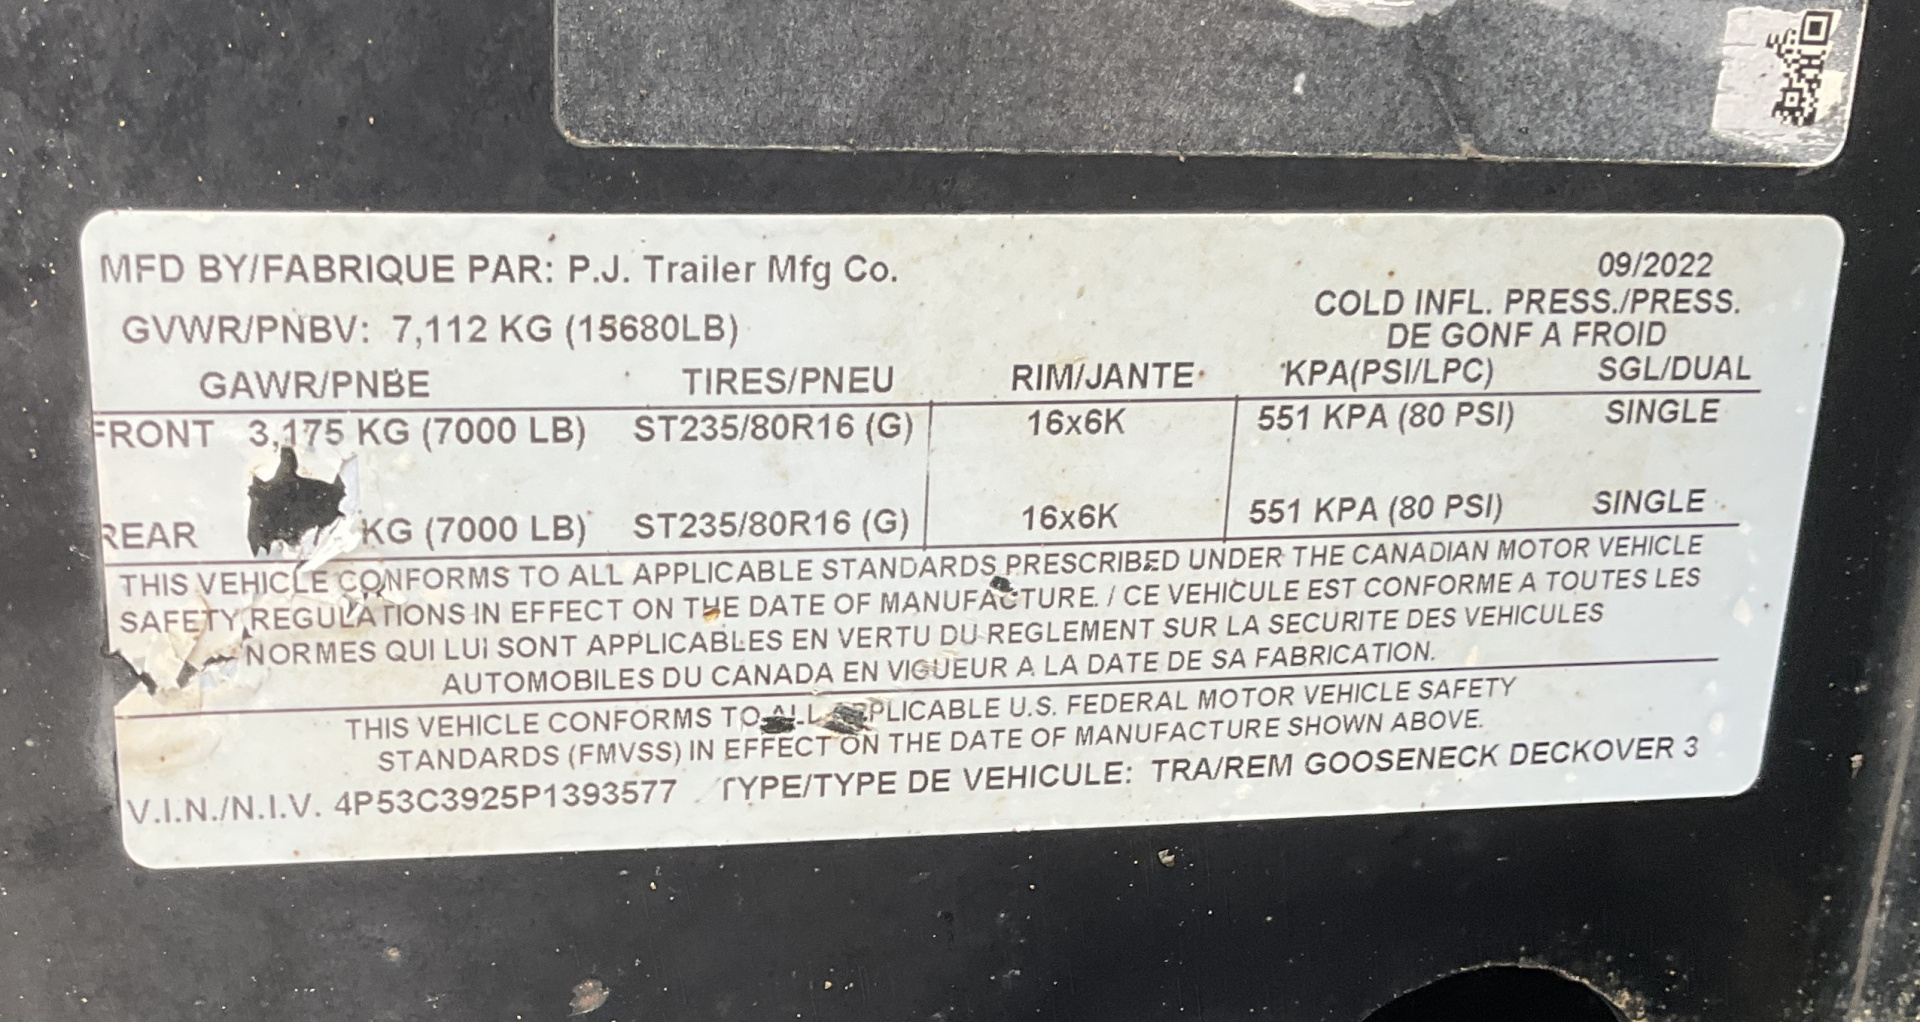 MFD BY/FABRIQUE PAR: P.J. Trailer Mfg Co. 09/2022
COLD INFL. PRESS./PRESS.
GVWR/PNBV: 7,112 KG (15680LB) DE GONF A FROID
GAWR/PNBE TIRES/PNEU RIM/JANTE KPA(PSI/LPC) SGL/DUAL
FRONT 3,175 KG (7000 LB) ST235/80R16 (G) 16x6K 551 KPA (80 PSI) SINGLE
REAR KG (7000 LB) ST235/80R16 (G) 16x6K 551 KPA (80 PSI) SINGLE
THIS VEHICLE CONFORMS TO ALL APPLICABLE STANDARDS PRESCRIBED UNDER THE CANADIAN MOTOR VEHICLE
SAFETY REGULATIONS IN EFFECT ON THE DATE OF MANUFACTURE. / CE VEHICULE EST CONFORME A TOUTES LES
NORMES QUI LUI SONT APPLICABLES EN VERTU DU REGLEMENT SUR LA SECURITE DES VEHICULES
AUTOMOBILES DU CANADA EN VIGUEUR A LA DATE DE SA FABRICATION.
THIS VEHICLE CONFORMS TO ALL APPLICABLE U.S. FEDERAL MOTOR VEHICLE SAFETY
STANDARDS (FMVSS) IN EFFECT ON THE DATE OF MANUFACTURE SHOWN ABOVE.
V.I.N./N.I.V. 4P53C3925P1393577 TYPE/TYPE DE VEHICULE: TRA/REM GOOSENECK DECKOVER 3